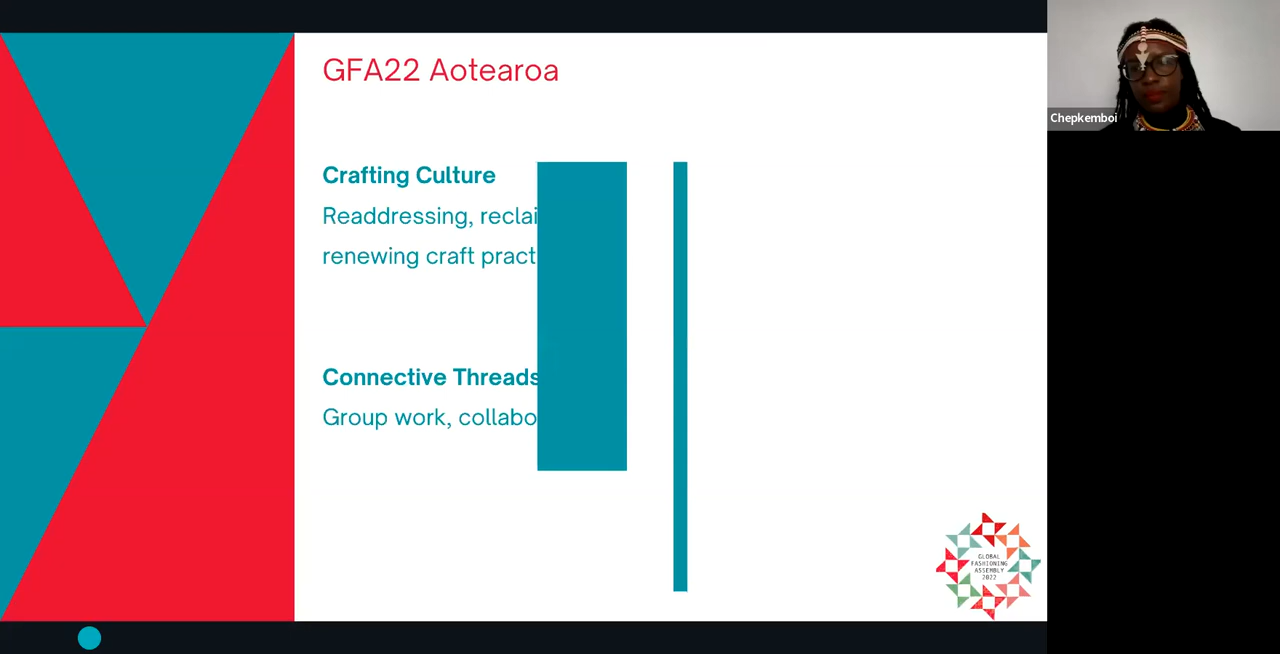 GFA22 Aotearoa
Chepkemboi
Crafting Culture
Readdressing, reclai
renewing craft pract
Connective Threads
Group work, collabo
GLOBAL
FASHIONING
ASSEMBLY
2022